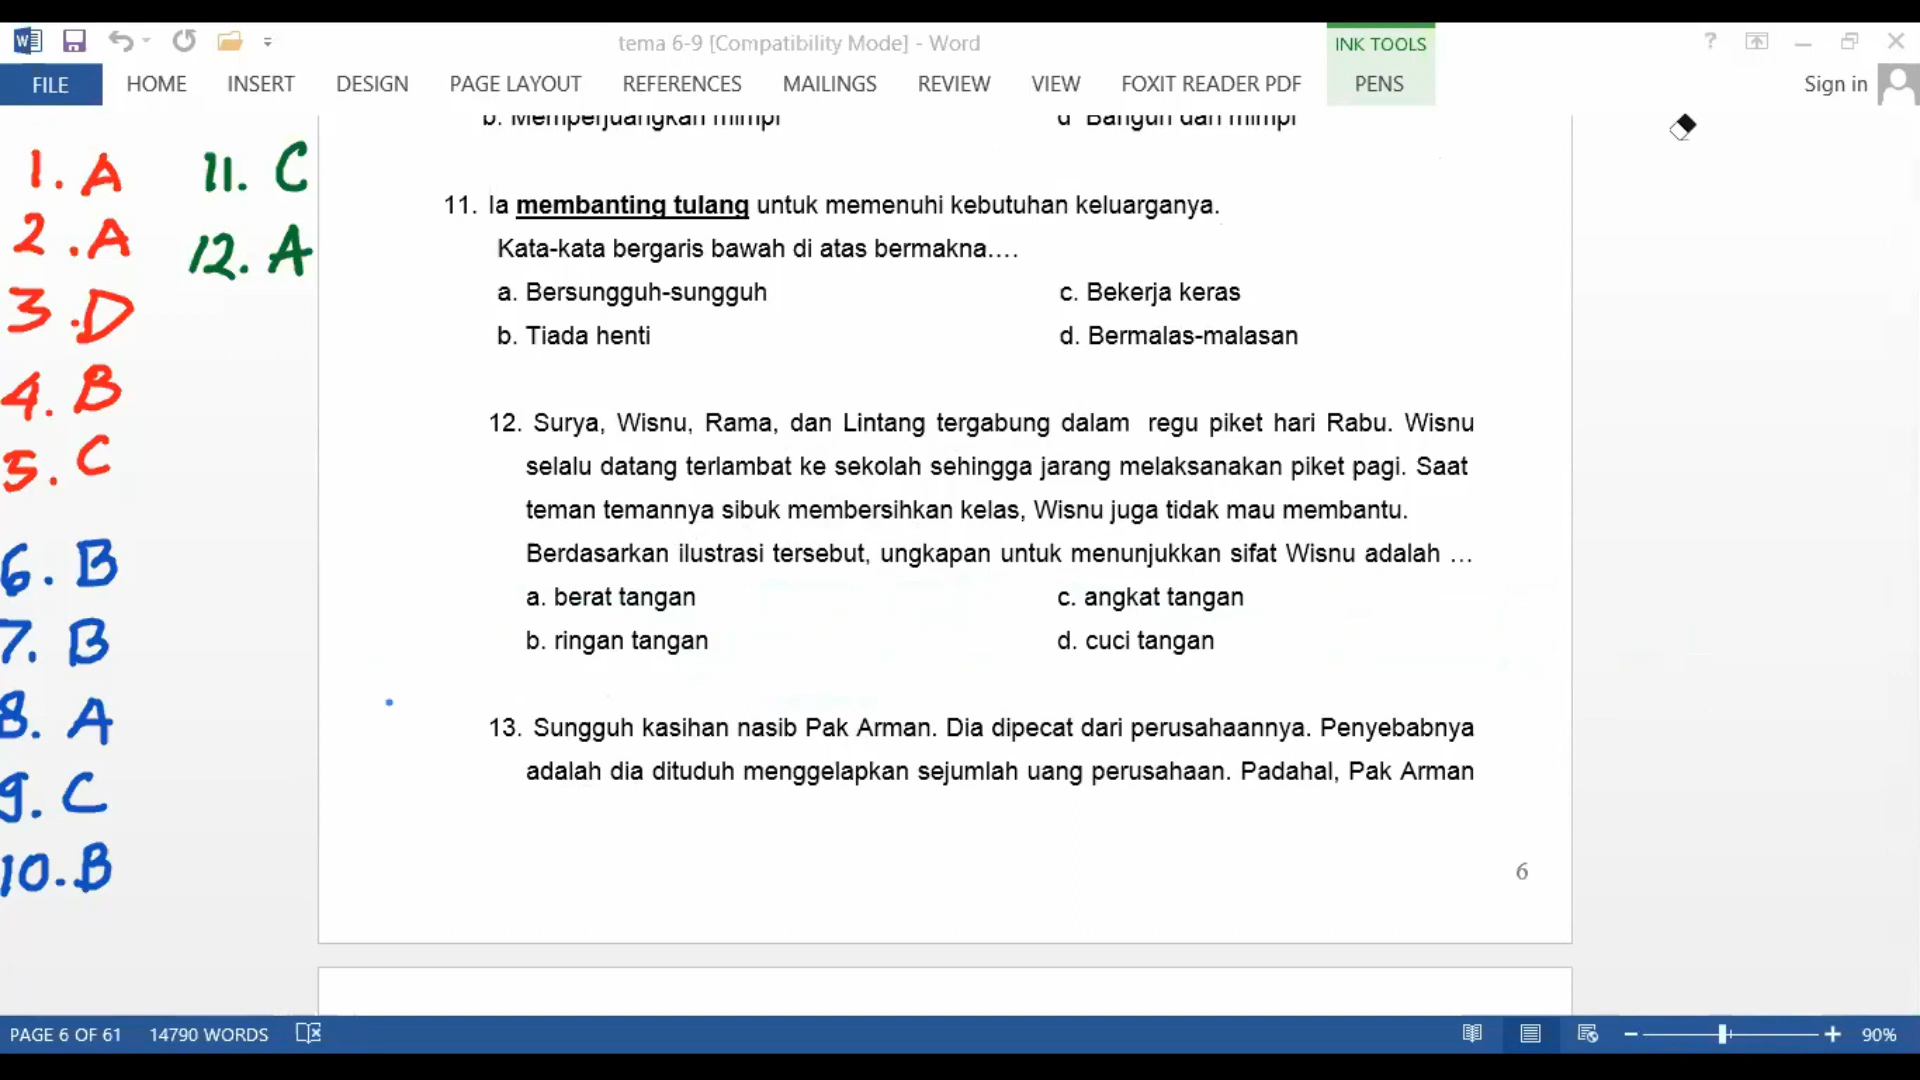 tema 6-9 [Compatibility Mode] - Word
INK TOOLS
FILE HOME INSERT DESIGN PAGE LAYOUT REFERENCES MAILINGS REVIEW VIEW FOXIT READER PDF PENS Sign in
b. Memperjuangkan mimpi d Bangun dari mimpi
11. Ia membanting tulang untuk memenuhi kebutuhan keluarganya.
Kata-kata bergaris bawah di atas bermakna....
a. Bersungguh-sungguh c. Bekerja keras
b. Tiada henti d. Bermalas-malasan
12. Surya, Wisnu, Rama, dan Lintang tergabung dalam regu piket hari Rabu. Wisnu
selalu datang terlambat ke sekolah sehingga jarang melaksanakan piket pagi. Saat
teman temannya sibuk membersihkan kelas, Wisnu juga tidak mau membantu.
Berdasarkan ilustrasi tersebut, ungkapan untuk menunjukkan sifat Wisnu adalah ...
a. berat tangan c. angkat tangan
b. ringan tangan d. cuci tangan
13. Sungguh kasihan nasib Pak Arman. Dia dipecat dari perusahaannya. Penyebabnya
adalah dia dituduh menggelapkan sejumlah uang perusahaan. Padahal, Pak Arman
6
1. A
2. A
3. D
4. B
5. C
6. B
7. B
8. A
9. C
10. B
11. C
12. A
PAGE 6 OF 61 14790 WORDS 90%